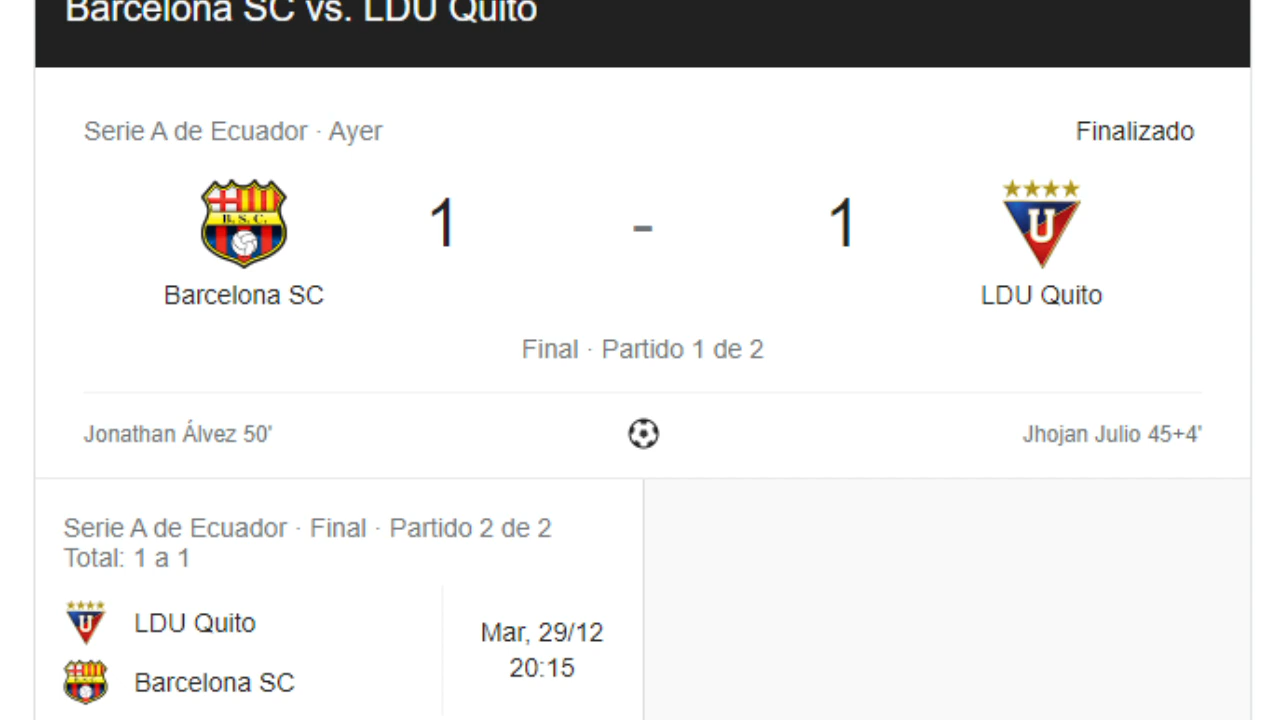 Barcelona SC vs. LDU Quito
Serie A de Ecuador · Ayer
Finalizado
B. S. C.
1 - 1
U
Barcelona SC
LDU Quito
Final · Partido 1 de 2
Jonathan Álvez 50'
Jhojan Julio 45+4'
Serie A de Ecuador · Final · Partido 2 de 2
Total: 1 a 1
U
LDU Quito
Mar, 29/12
20:15
Barcelona SC